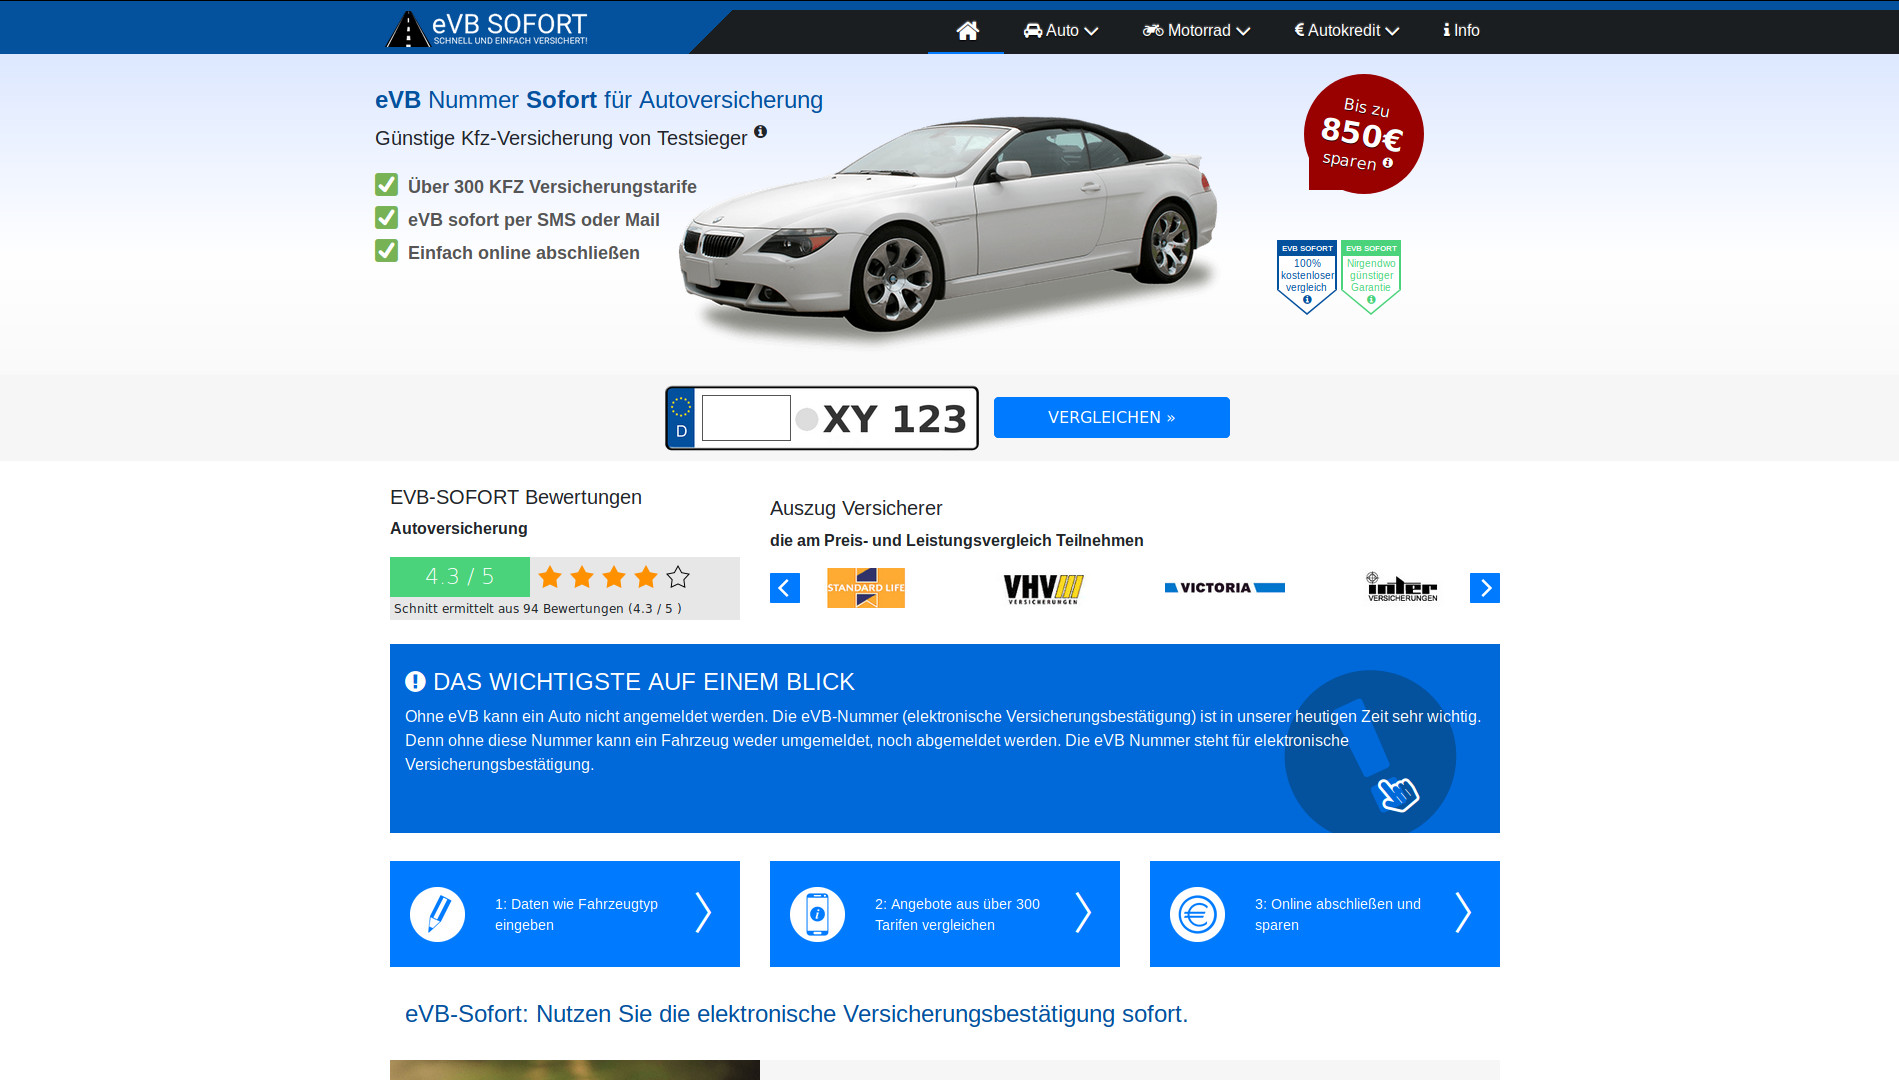 eVB SOFORT
SCHNELL UND EINFACH VERSICHERT!
Auto
Motorrad
€ Autokredit
Info
eVB Nummer Sofort für Autoversicherung
Günstige Kfz-Versicherung von Testsieger
Über 300 KFZ Versicherungstarife
eVB sofort per SMS oder Mail
Einfach online abschließen
Bis zu
850€
sparen
EVB SOFORT
100%
kostenloser
vergleich
EVB SOFORT
Nirgendwo
günstiger
Garantie
D
XY 123
VERGLEICHEN »
EVB-SOFORT Bewertungen
Autoversicherung
4.3 / 5
Schnitt ermittelt aus 94 Bewertungen (4.3 / 5 )
Auszug Versicherer
die am Preis- und Leistungsvergleich Teilnehmen
STANDARD LIFE
VHV
VERSICHERUNGEN
VICTORIA
inter
VERSICHERUNGEN
DAS WICHTIGSTE AUF EINEM BLICK
Ohne eVB kann ein Auto nicht angemeldet werden. Die eVB-Nummer (elektronische Versicherungsbestätigung) ist in unserer heutigen Zeit sehr wichtig.
Denn ohne diese Nummer kann ein Fahrzeug weder umgemeldet, noch abgemeldet werden. Die eVB Nummer steht für elektronische
Versicherungsbestätigung.
1: Daten wie Fahrzeugtyp
eingeben
2: Angebote aus über 300
Tarifen vergleichen
3: Online abschließen und
sparen
eVB-Sofort: Nutzen Sie die elektronische Versicherungsbestätigung sofort.